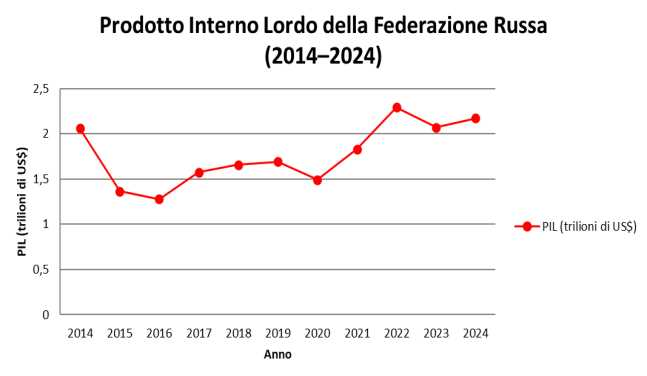 Prodotto Interno Lordo della Federazione Russa
(2014–2024)
2,5
2
1,5
1
0,5
0
PIL (trilioni di US$)
2014 2015 2016 2017 2018 2019 2020 2021 2022 2023 2024
Anno
PIL (trilioni di US$)